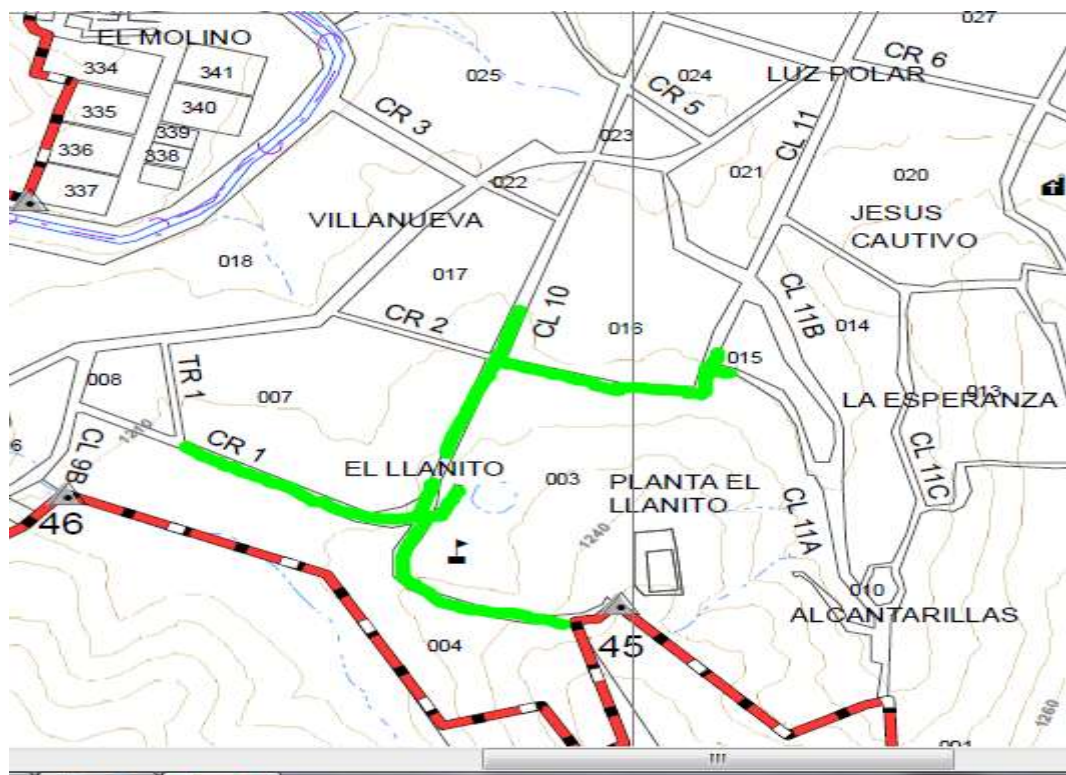 027
EL MOLINO
CR 6
334
341
025
024
LUZ POLAR
CR 5
335
340
CR 3
CL 11
339
023
336
338
021
020
337
022
VILLANUEVA
JESUS
CAUTIVO
018
017
CL 11B
CR 2
CL 10
016
014
015
TR 1
008
007
013
LA ESPERANZA
6
1210
CR 1
CL 9B
EL LLANITO
003
PLANTA EL
LLANITO
CL 11C
46
CL 11A
1240
010
ALCANTARILLAS
004
45
1260
001